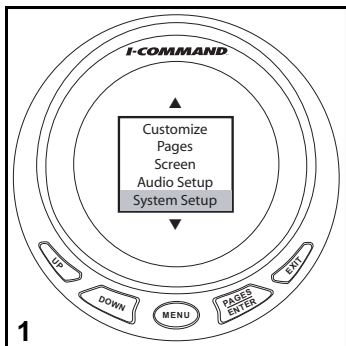 I-COMMAND
Customize
Pages
Screen
Audio Setup
System Setup
UP
DOWN
MENU
PAGES
ENTER
EXIT
1